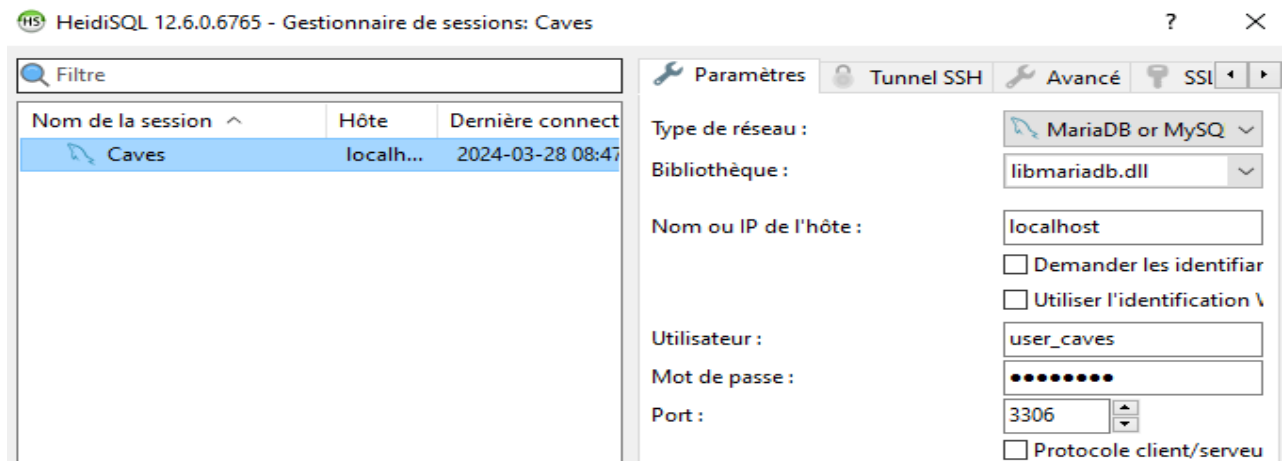 HS HeidiSQL 12.6.0.6765 - Gestionnaire de sessions: Caves ? ×
Filtre
Paramètres Tunnel SSH Avancé SSL
Nom de la session Hôte Dernière connect
Caves localh... 2024-03-28 08:47
Type de réseau : MariaDB or MySQ
Bibliothèque : libmariadb.dll
Nom ou IP de l'hôte : localhost
Demander les identifiar
Utiliser l'identification
Utilisateur : user_caves
Mot de passe : ●●●●●●●●
Port : 3306
Protocole client/serveu